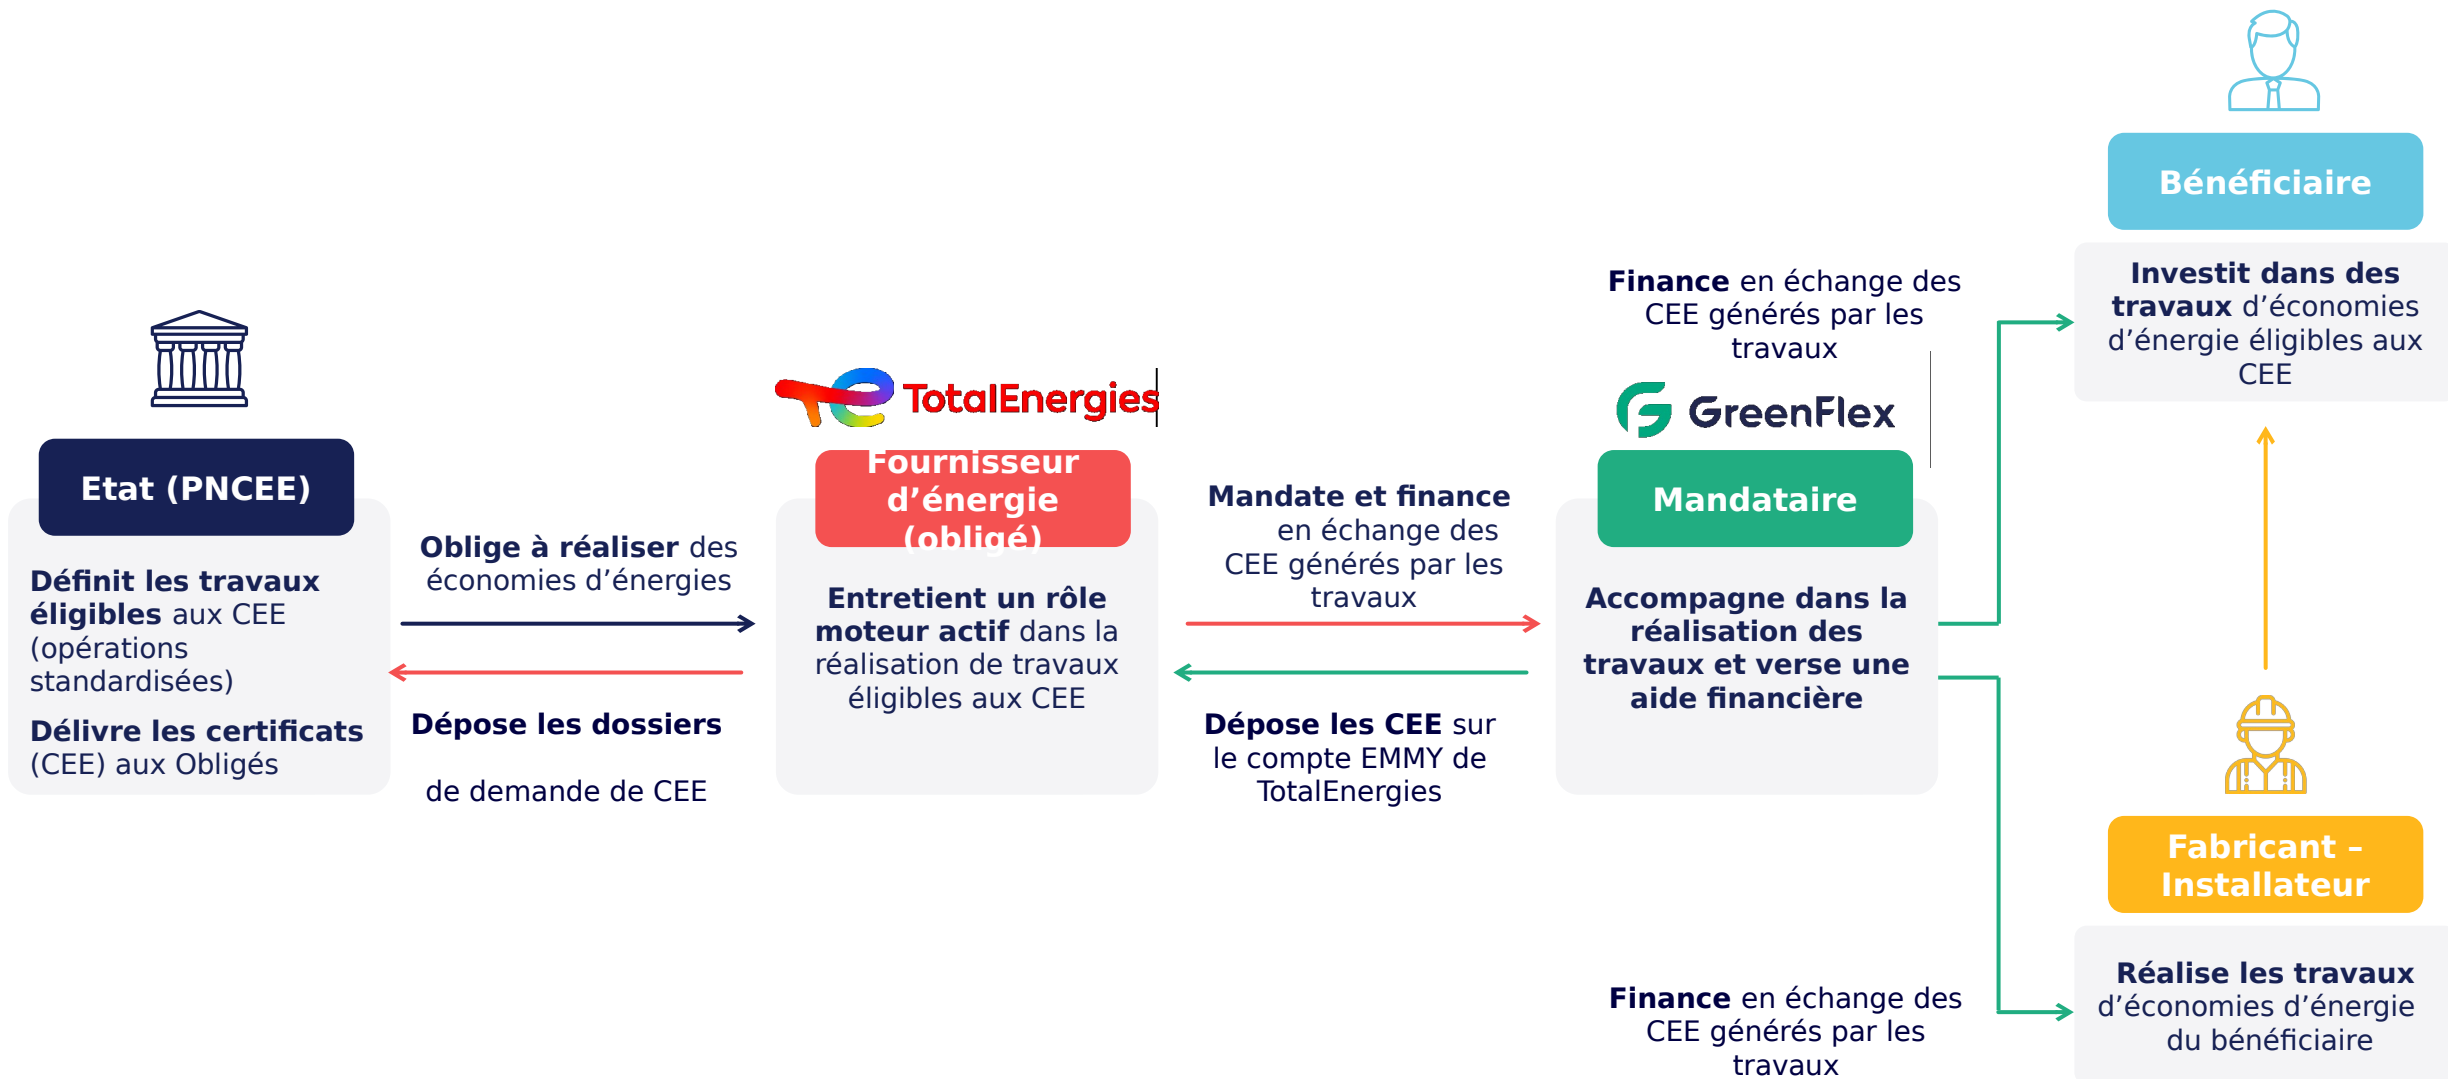 Etat (PNCEE)
Définit les travaux
éligibles aux CEE
(opérations
standardisées)
Délivre les certificats
(CEE) aux Obligés
Oblige à réaliser des
économies d’énergies
Dépose les dossiers
de demande de CEE
TotalEnergies
Fournisseur
d’énergie
(obligé)
Entretient un rôle
moteur actif dans la
réalisation de travaux
éligibles aux CEE
Mandate et finance
en échange des
CEE générés par les
travaux
Dépose les CEE sur
le compte EMMY de
TotalEnergies
Finance en échange des
CEE générés par les
travaux
GreenFlex
Mandataire
Accompagne dans la
réalisation des
travaux et verse une
aide financière
Finance en échange des
CEE générés par les
travaux
Bénéficiaire
Investit dans des
travaux d’économies
d’énergie éligibles aux
CEE
Fabricant –
Installateur
Réalise les travaux
d’économies d’énergie
du bénéficiaire